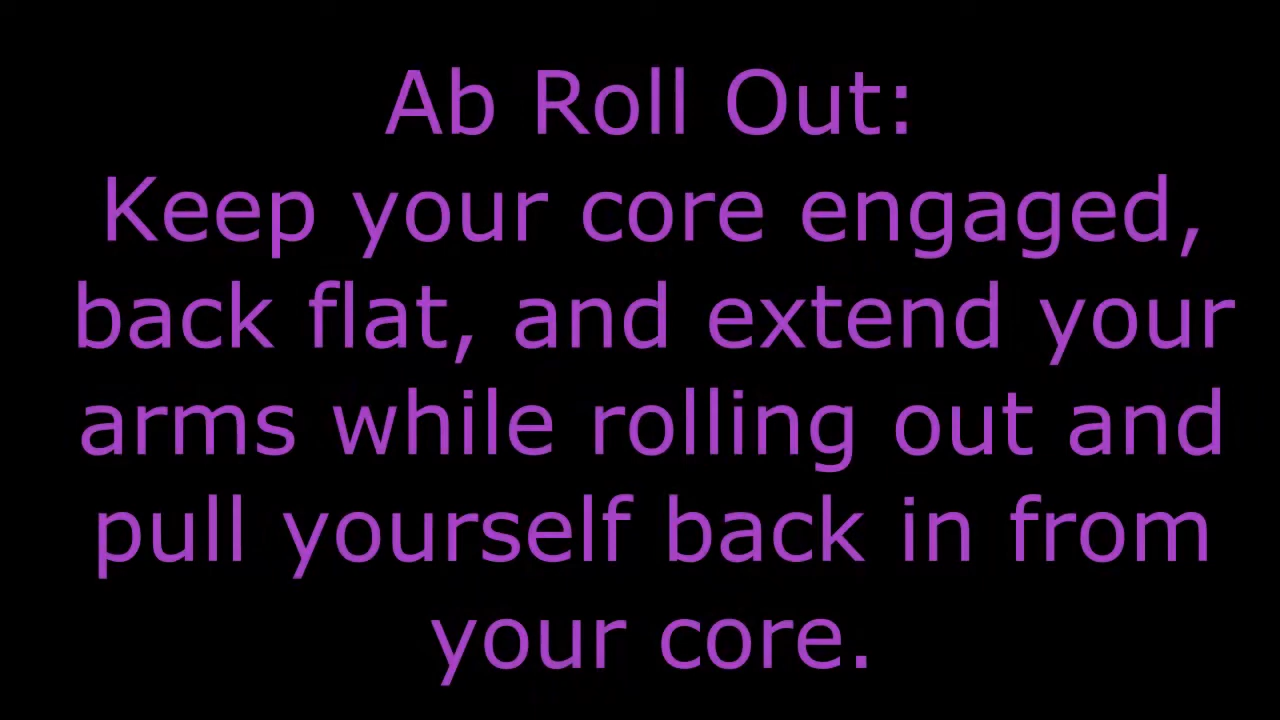 Ab Roll Out:
Keep your core engaged,
back flat, and extend your
arms while rolling out and
pull yourself back in from
your core.